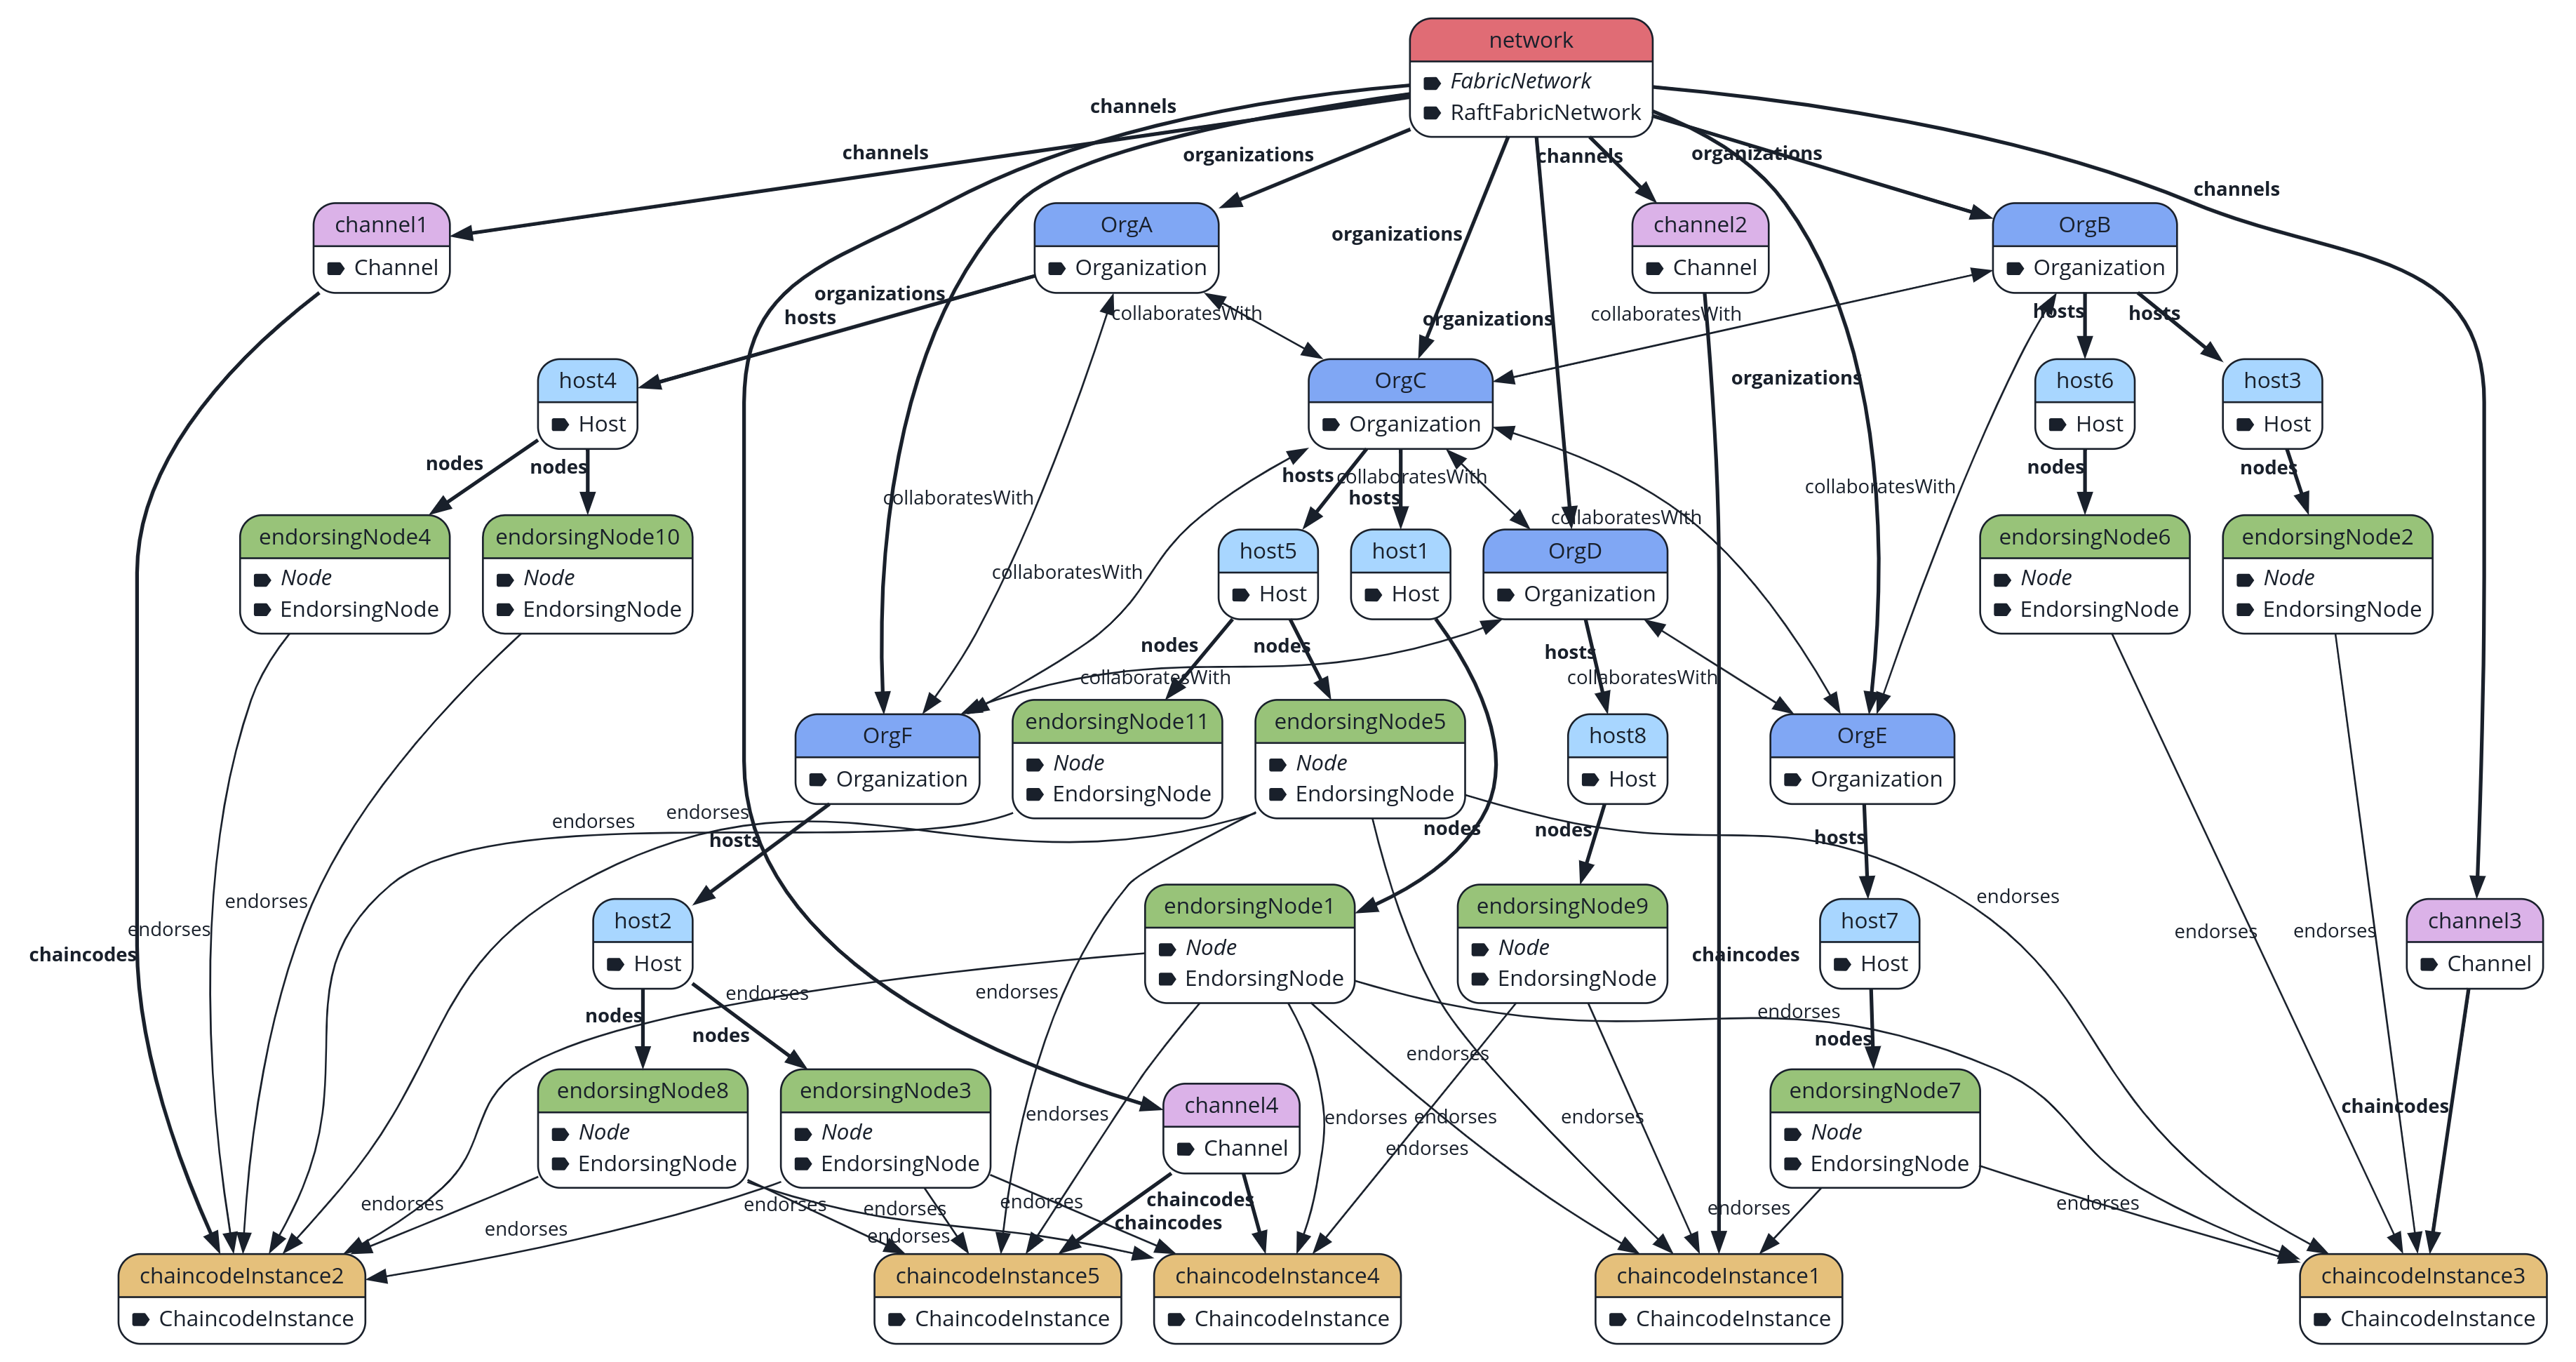 network
FabricNetwork
RaftFabricNetwork
channels
channels
organizations
channels
organizations
channels
channel1
Channel
OrgA
Organization
organizations
channel2
Channel
OrgB
Organization
organizations
hosts
collaboratesWith
organizations
collaboratesWith
hosts
hosts
host4
Host
OrgC
Organization
organizations
host6
Host
host3
Host
nodes
nodes
collaboratesWith
hosts
collaboratesWith
hosts
collaboratesWith
collaboratesWith
nodes
nodes
endorsingNode4
Node
EndorsingNode
endorsingNode10
Node
EndorsingNode
collaboratesWith
host5
Host
host1
Host
OrgD
Organization
endorsingNode6
Node
EndorsingNode
endorsingNode2
Node
EndorsingNode
nodes
nodes
hosts
collaboratesWith
collaboratesWith
OrgF
Organization
endorsingNode11
Node
EndorsingNode
endorsingNode5
Node
EndorsingNode
host8
Host
OrgE
Organization
endorses
endorses
hosts
nodes
nodes
hosts
endorses
endorses
endorses
chaincodes
host2
Host
endorses
endorses
endorsingNode1
Node
EndorsingNode
endorsingNode9
Node
EndorsingNode
chaincodes
host7
Host
endorses
endorses
channel3
Channel
nodes
nodes
endorses
endorses
nodes
endorsingNode8
Node
EndorsingNode
endorsingNode3
Node
EndorsingNode
endorses
channel4
Channel
endorses
endorses
endorses
endorses
endorsingNode7
Node
EndorsingNode
chaincodes
endorses
endorses
endorses
endorses
endorses
endorses
chaincodes
chaincodes
endorses
endorses
chaincodeInstance2
ChaincodeInstance
chaincodeInstance5
ChaincodeInstance
chaincodeInstance4
ChaincodeInstance
chaincodeInstance1
ChaincodeInstance
chaincodeInstance3
ChaincodeInstance